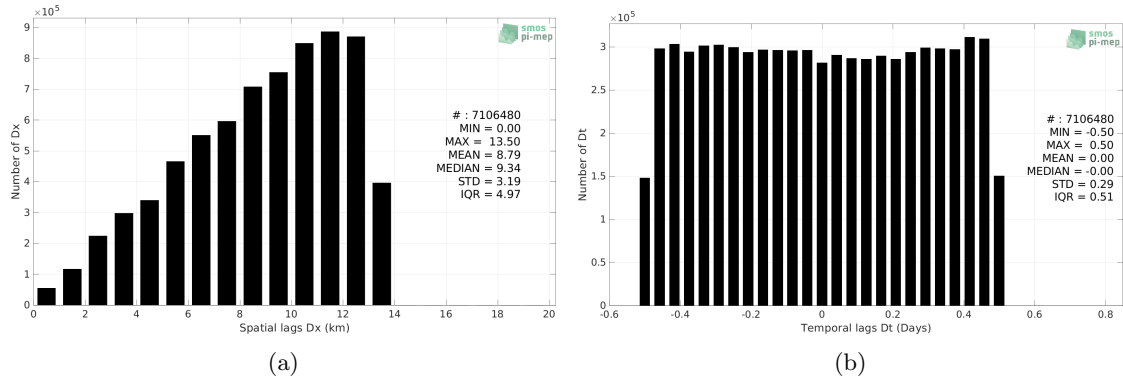 ×10⁵
9
8
7
6
5
4
3
2
1
0
Number of Dx
0 2 4 6 8 10 12 14 16 18 20
Spatial lags Dx (km)
smos
pi-mep
# : 7106480
MIN = 0.00
MAX = 13.50
MEAN = 8.79
MEDIAN = 9.34
STD = 3.19
IQR = 4.97
(a)
×10⁵
3
2.5
2
1.5
1
0.5
0
Number of Dt
-0.6 -0.4 -0.2 0 0.2 0.4 0.6 0.8
Temporal lags Dt (Days)
smos
pi-mep
# : 7106480
MIN = -0.50
MAX = 0.50
MEAN = 0.00
MEDIAN = -0.00
STD = 0.29
IQR = 0.51
(b)